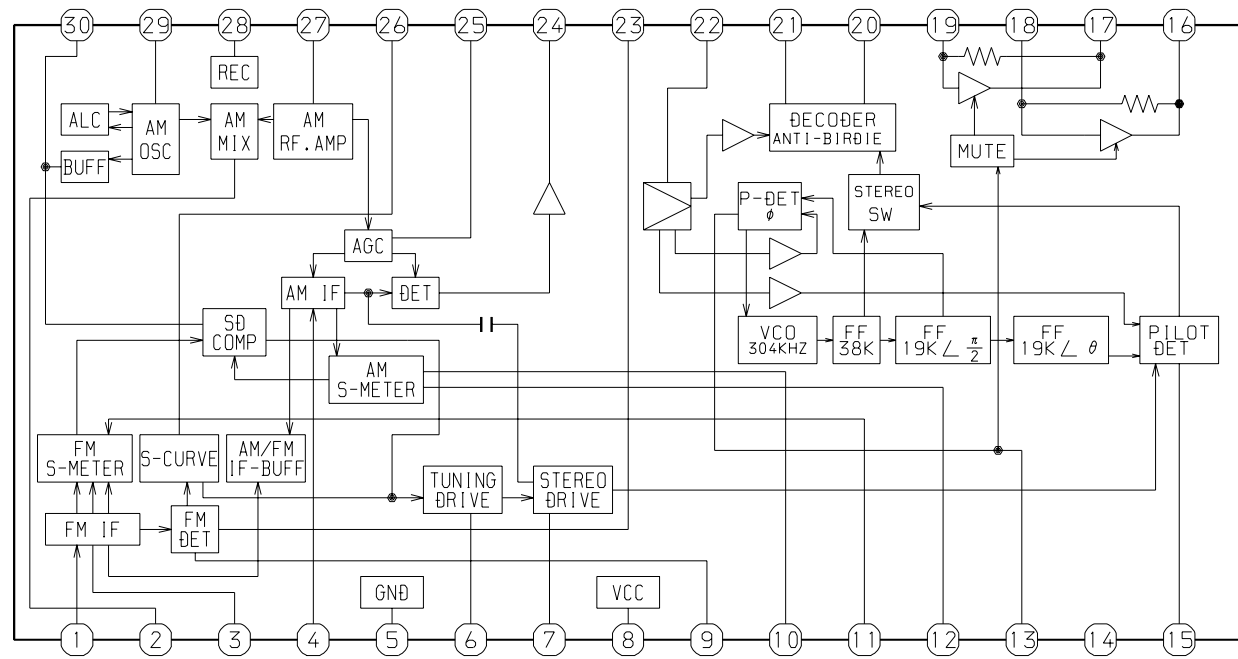 30 29 28 27 26 25 24 23 22 21 20 19 18 17 16
REC
ALC
AM
OSC
AM
MIX
AM
RF.AMP
DECODER
ANTI-BIRDIE
BUFF
MUTE
P-DET
ø
STEREO
SW
AGC
AM IF
DET
SD
COMP
VCO
304KHZ
FF
38K
FF
19K∠ π/2
FF
19K∠ θ
PILOT
DET
AM
S-METER
FM
S-METER
S-CURVE
AM/FM
IF-BUFF
TUNING
DRIVE
STEREO
DRIVE
FM IF
FM
DET
GND
VCC
1 2 3 4 5 6 7 8 9 10 11 12 13 14 15